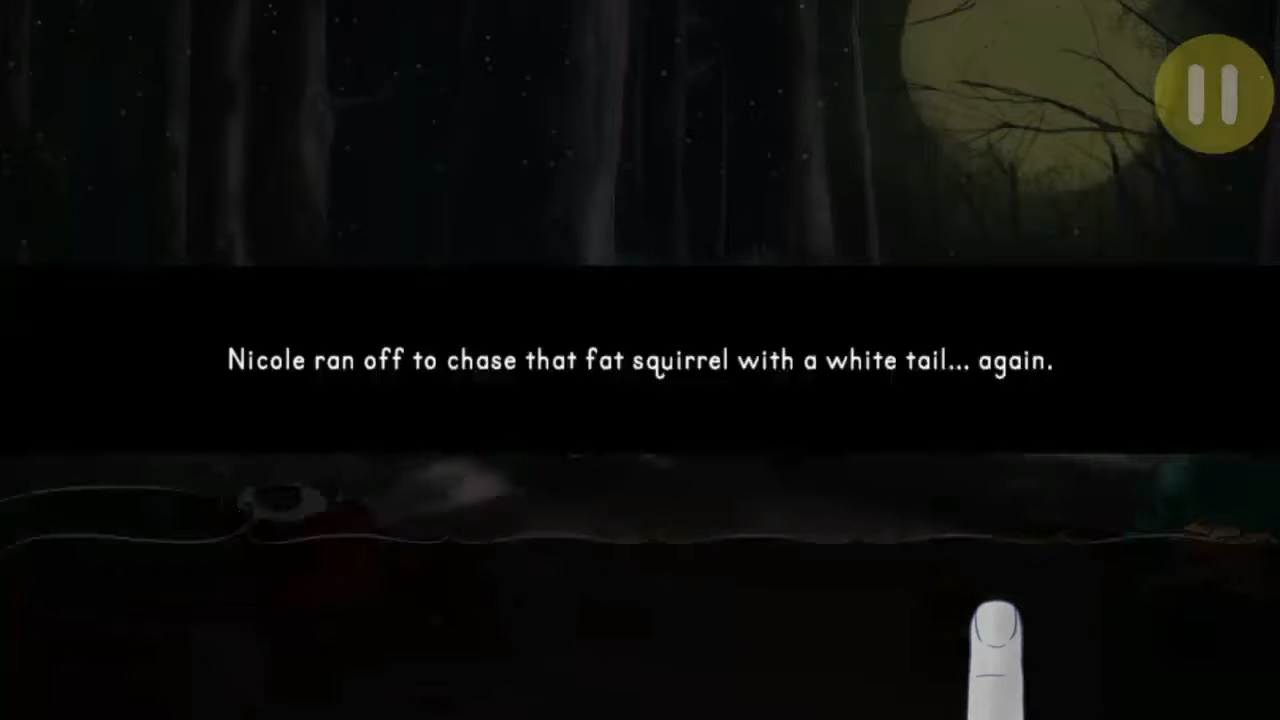 Nicole ran off to chase that fat squirrel with a white tail... again.